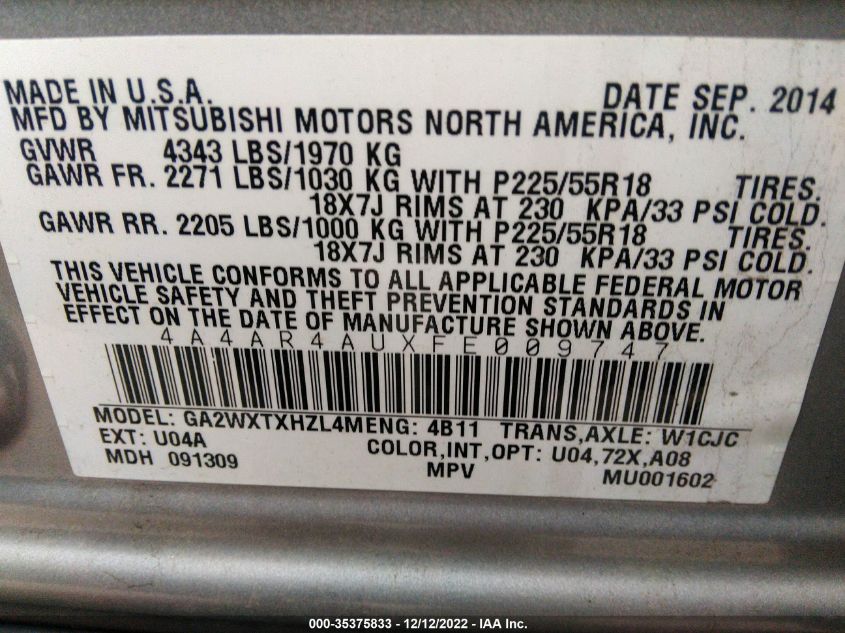 MADE IN U.S.A. DATE SEP. 2014
MFD BY MITSUBISHI MOTORS NORTH AMERICA, INC.
GVWR 4343 LBS/1970 KG
GAWR FR. 2271 LBS/1030 KG WITH P225/55R18 TIRES.
18X7J RIMS AT 230 KPA/33 PSI COLD.
GAWR RR. 2205 LBS/1000 KG WITH P225/55R18 TIRES.
18X7J RIMS AT 230 KPA/33 PSI COLD.
THIS VEHICLE CONFORMS TO ALL APPLICABLE FEDERAL MOTOR
VEHICLE SAFETY AND THEFT PREVENTION STANDARDS IN
EFFECT ON THE DATE OF MANUFACTURE SHOWN ABOVE.
4A4AR4AUXFE009747
MODEL: GA2WXTXHZL4MENG: 4B11 TRANS,AXLE: W1CJC
EXT: U04A COLOR,INT,OPT: U04,72X,A08
MDH 091309 MPV MU001602
000-35375833 - 12/12/2022 - IAA Inc.